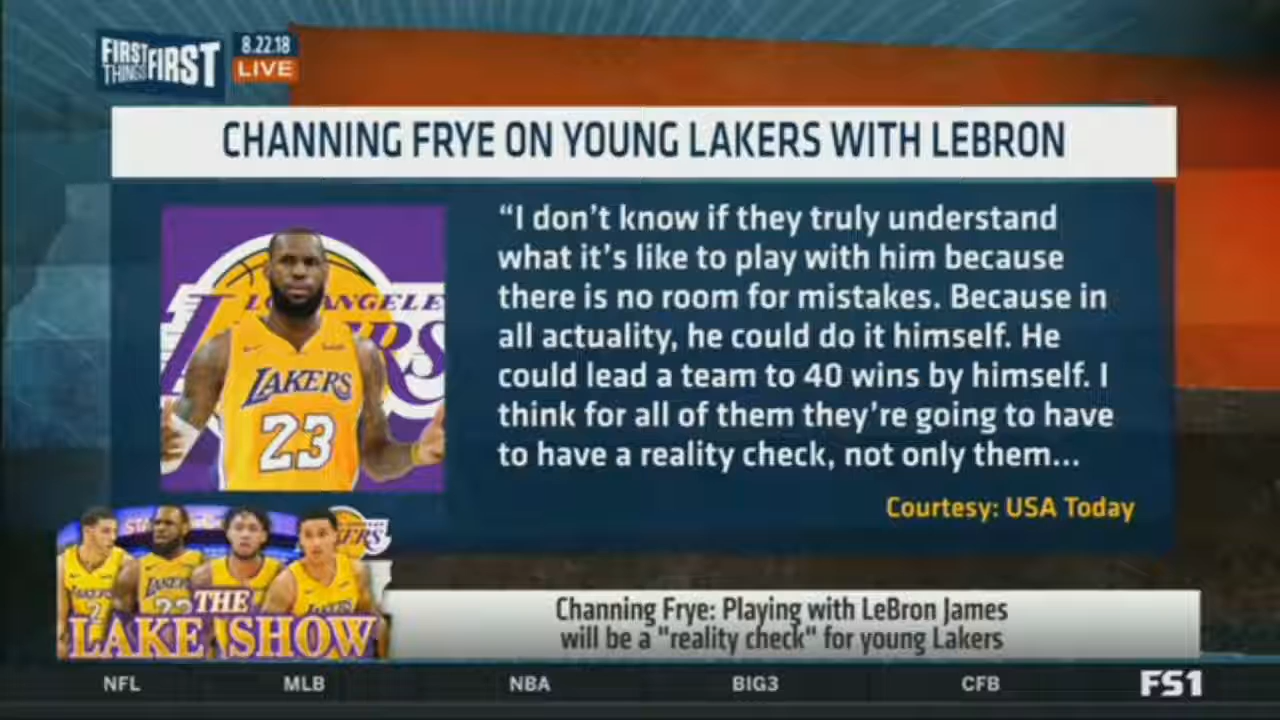 FIRST
THINGS FIRST
8.22.18
LIVE
CHANNING FRYE ON YOUNG LAKERS WITH LEBRON
“I don’t know if they truly understand
what it’s like to play with him because
there is no room for mistakes. Because in
all actuality, he could do it himself. He
could lead a team to 40 wins by himself. I
think for all of them they’re going to have
to have a reality check, not only them...
Courtesy: USA Today
LAKERS
23
THE
LAKE SHOW
Channing Frye: Playing with LeBron James
will be a "reality check" for young Lakers
NFL MLB NBA BIG3 CFB FS1